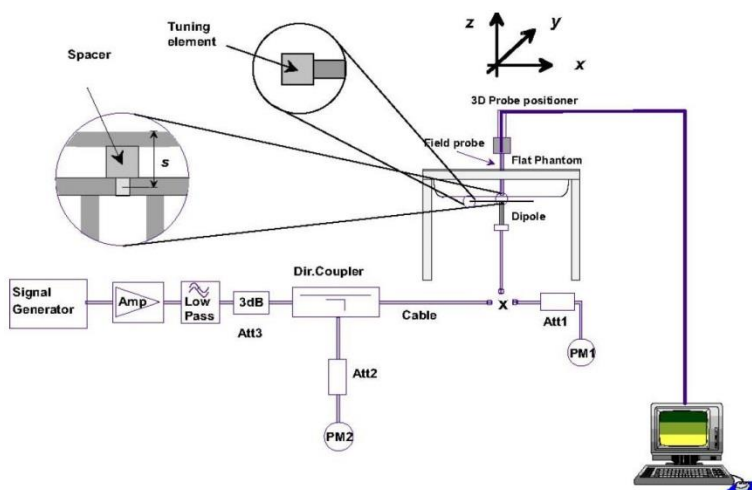 Tuning
element
Spacer
s
z
y
x
3D Probe positioner
Field probe
Flat Phantom
Dipole
Dir.Coupler
Signal
Generator
Amp
Low
Pass
3dB
Att3
Cable
x
Att1
PM1
Att2
PM2